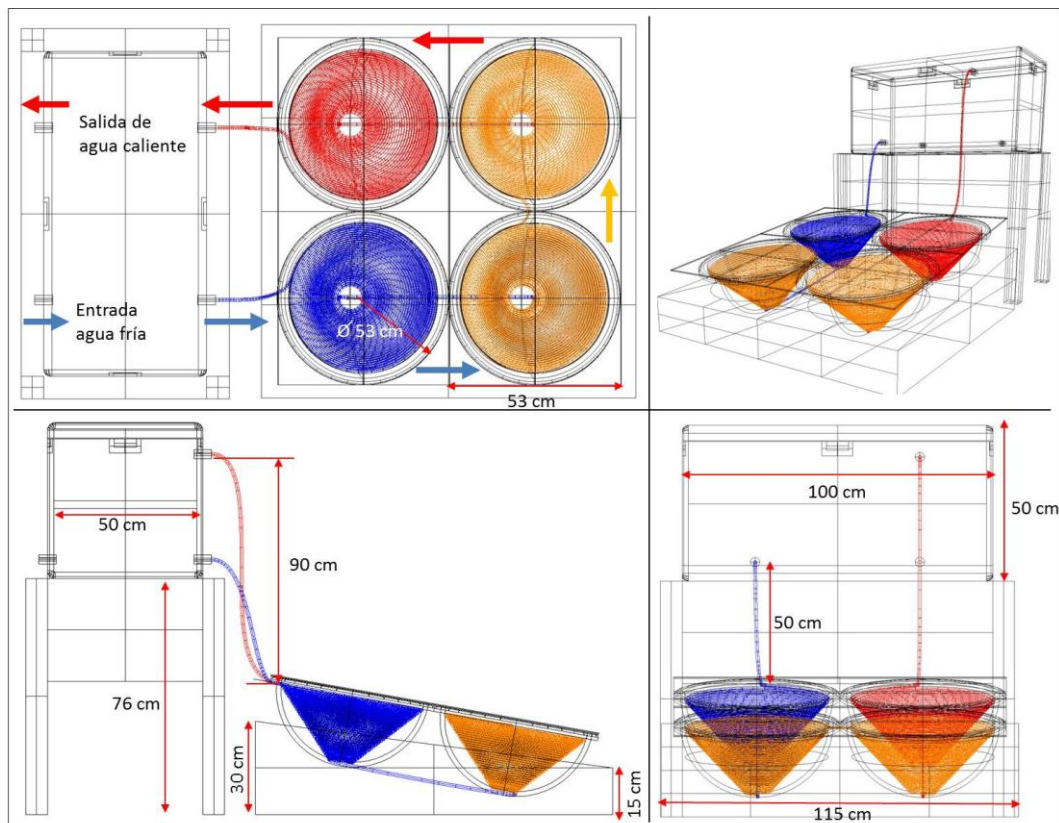 Salida de
agua caliente
Entrada
agua fría
Ø 53 cm
53 cm
50 cm
90 cm
76 cm
30 cm
15 cm
100 cm
50 cm
50 cm
115 cm